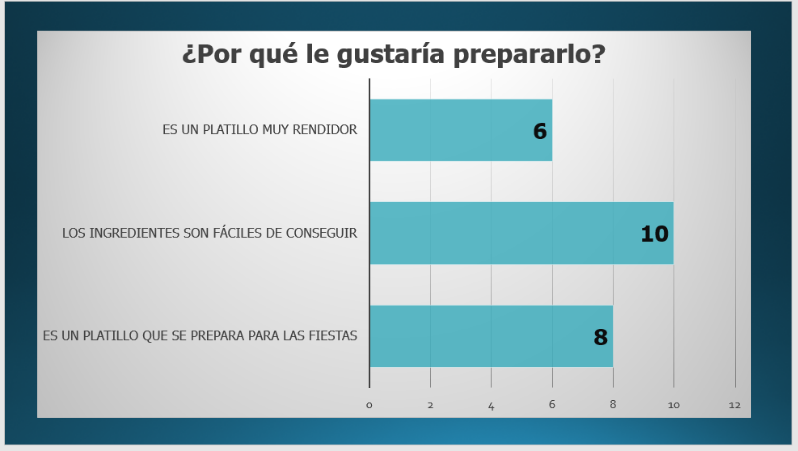 ¿Por qué le gustaría prepararlo?
ES UN PLATILLO MUY RENDIDOR
6
LOS INGREDIENTES SON FÁCILES DE CONSEGUIR
10
ES UN PLATILLO QUE SE PREPARA PARA LAS FIESTAS
8
0 2 4 6 8 10 12